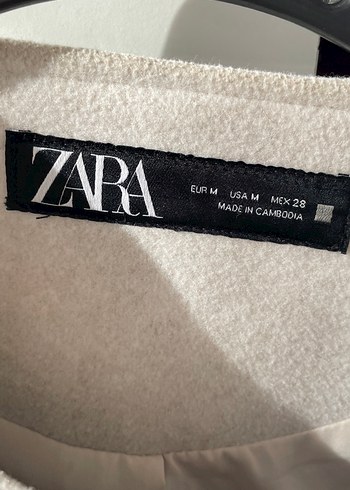 ZARA
EUR M USA M MEX 28
MADE IN CAMBODIA